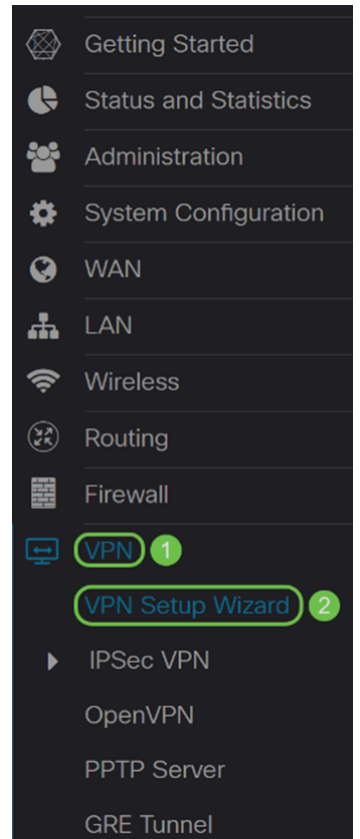 Getting Started
Status and Statistics
Administration
System Configuration
WAN
LAN
Wireless
Routing
Firewall
VPN 1
VPN Setup Wizard 2
IPSec VPN
OpenVPN
PPTP Server
GRE Tunnel